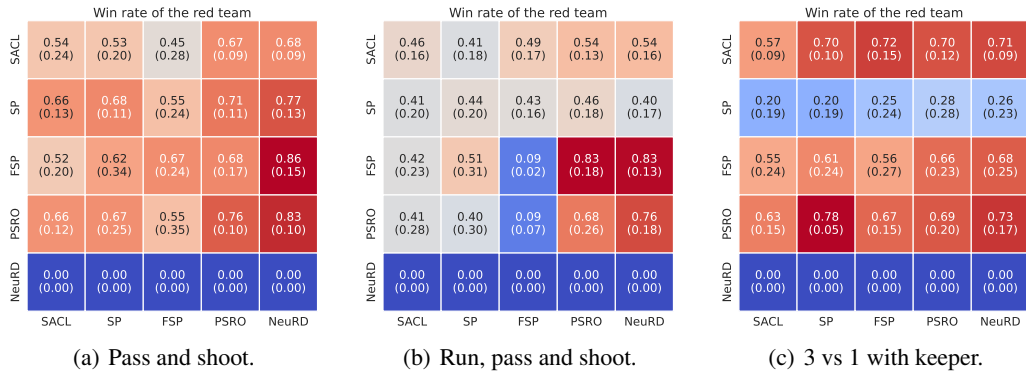 Win rate of the red team
SACL
0.54 0.53 0.45 0.67 0.68
(0.24) (0.20) (0.28) (0.09) (0.09)
SP
0.66 0.68 0.55 0.71 0.77
(0.13) (0.11) (0.24) (0.11) (0.13)
FSP
0.52 0.62 0.67 0.68 0.86
(0.20) (0.34) (0.24) (0.17) (0.15)
PSRO
0.66 0.67 0.55 0.76 0.83
(0.12) (0.25) (0.35) (0.10) (0.10)
NeuRD
0.00 0.00 0.00 0.00 0.00
(0.00) (0.00) (0.00) (0.00) (0.00)
SACL SP FSP PSRO NeuRD
(a) Pass and shoot.
Win rate of the red team
SACL
0.46 0.41 0.49 0.54 0.54
(0.16) (0.18) (0.17) (0.13) (0.16)
SP
0.41 0.44 0.43 0.46 0.40
(0.20) (0.20) (0.16) (0.18) (0.17)
FSP
0.42 0.51 0.09 0.83 0.83
(0.23) (0.31) (0.02) (0.18) (0.13)
PSRO
0.41 0.40 0.09 0.68 0.76
(0.28) (0.30) (0.07) (0.26) (0.18)
NeuRD
0.00 0.00 0.00 0.00 0.00
(0.00) (0.00) (0.00) (0.00) (0.00)
SACL SP FSP PSRO NeuRD
(b) Run, pass and shoot.
Win rate of the red team
SACL
0.57 0.70 0.72 0.70 0.71
(0.09) (0.10) (0.15) (0.12) (0.09)
SP
0.20 0.20 0.25 0.28 0.26
(0.19) (0.19) (0.24) (0.28) (0.23)
FSP
0.55 0.61 0.56 0.66 0.68
(0.24) (0.24) (0.27) (0.23) (0.25)
PSRO
0.63 0.78 0.67 0.69 0.73
(0.15) (0.05) (0.15) (0.20) (0.17)
NeuRD
0.00 0.00 0.00 0.00 0.00
(0.00) (0.00) (0.00) (0.00) (0.00)
SACL SP FSP PSRO NeuRD
(c) 3 vs 1 with keeper.